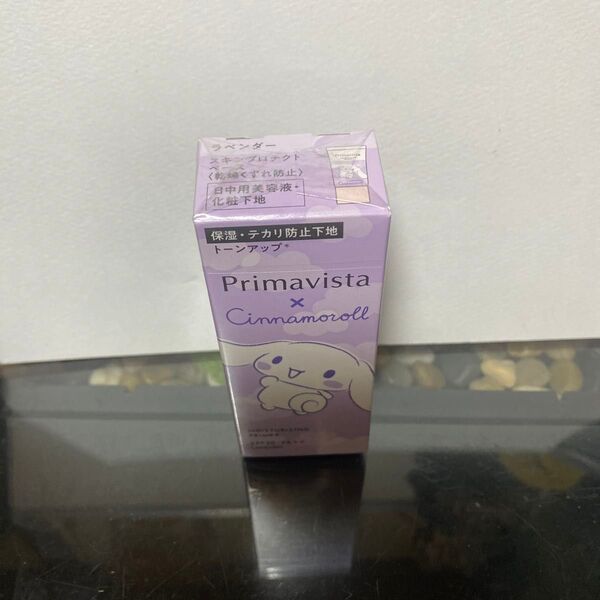 ラベンダー
スキンプロテクト
ベース
〈乾燥くずれ防止〉
日中用美容液・
化粧下地
保湿・テカリ防止下地
トーンアップ*
Primavista
×
Cinnamoroll